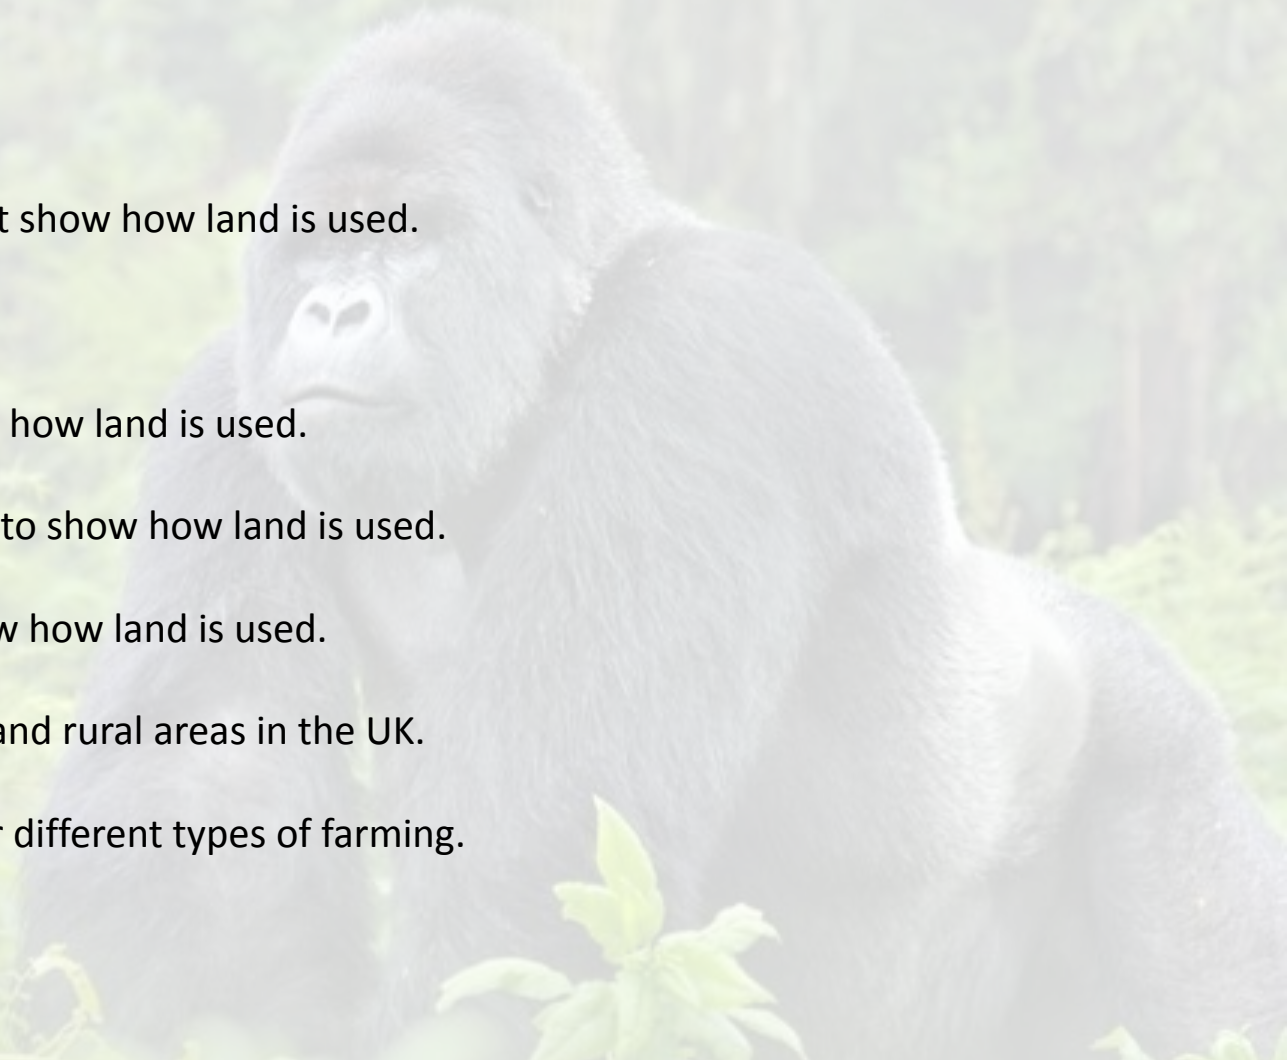 t show how land is used.
how land is used.
to show how land is used.
w how land is used.
and rural areas in the UK.
different types of farming.